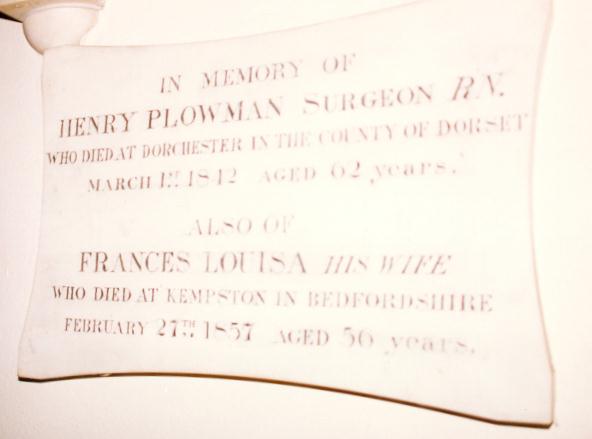 IN MEMORY OF
HENRY PLOWMAN SURGEON R.N.
WHO DIED AT DORCHESTER IN THE COUNTY OF DORSET
MARCH 1ST 1842 AGED 62 years.
ALSO OF
FRANCES LOUISA HIS WIFE
WHO DIED AT KEMPSTON IN BEDFORDSHIRE
FEBRUARY 27TH 1857 AGED 56 years.